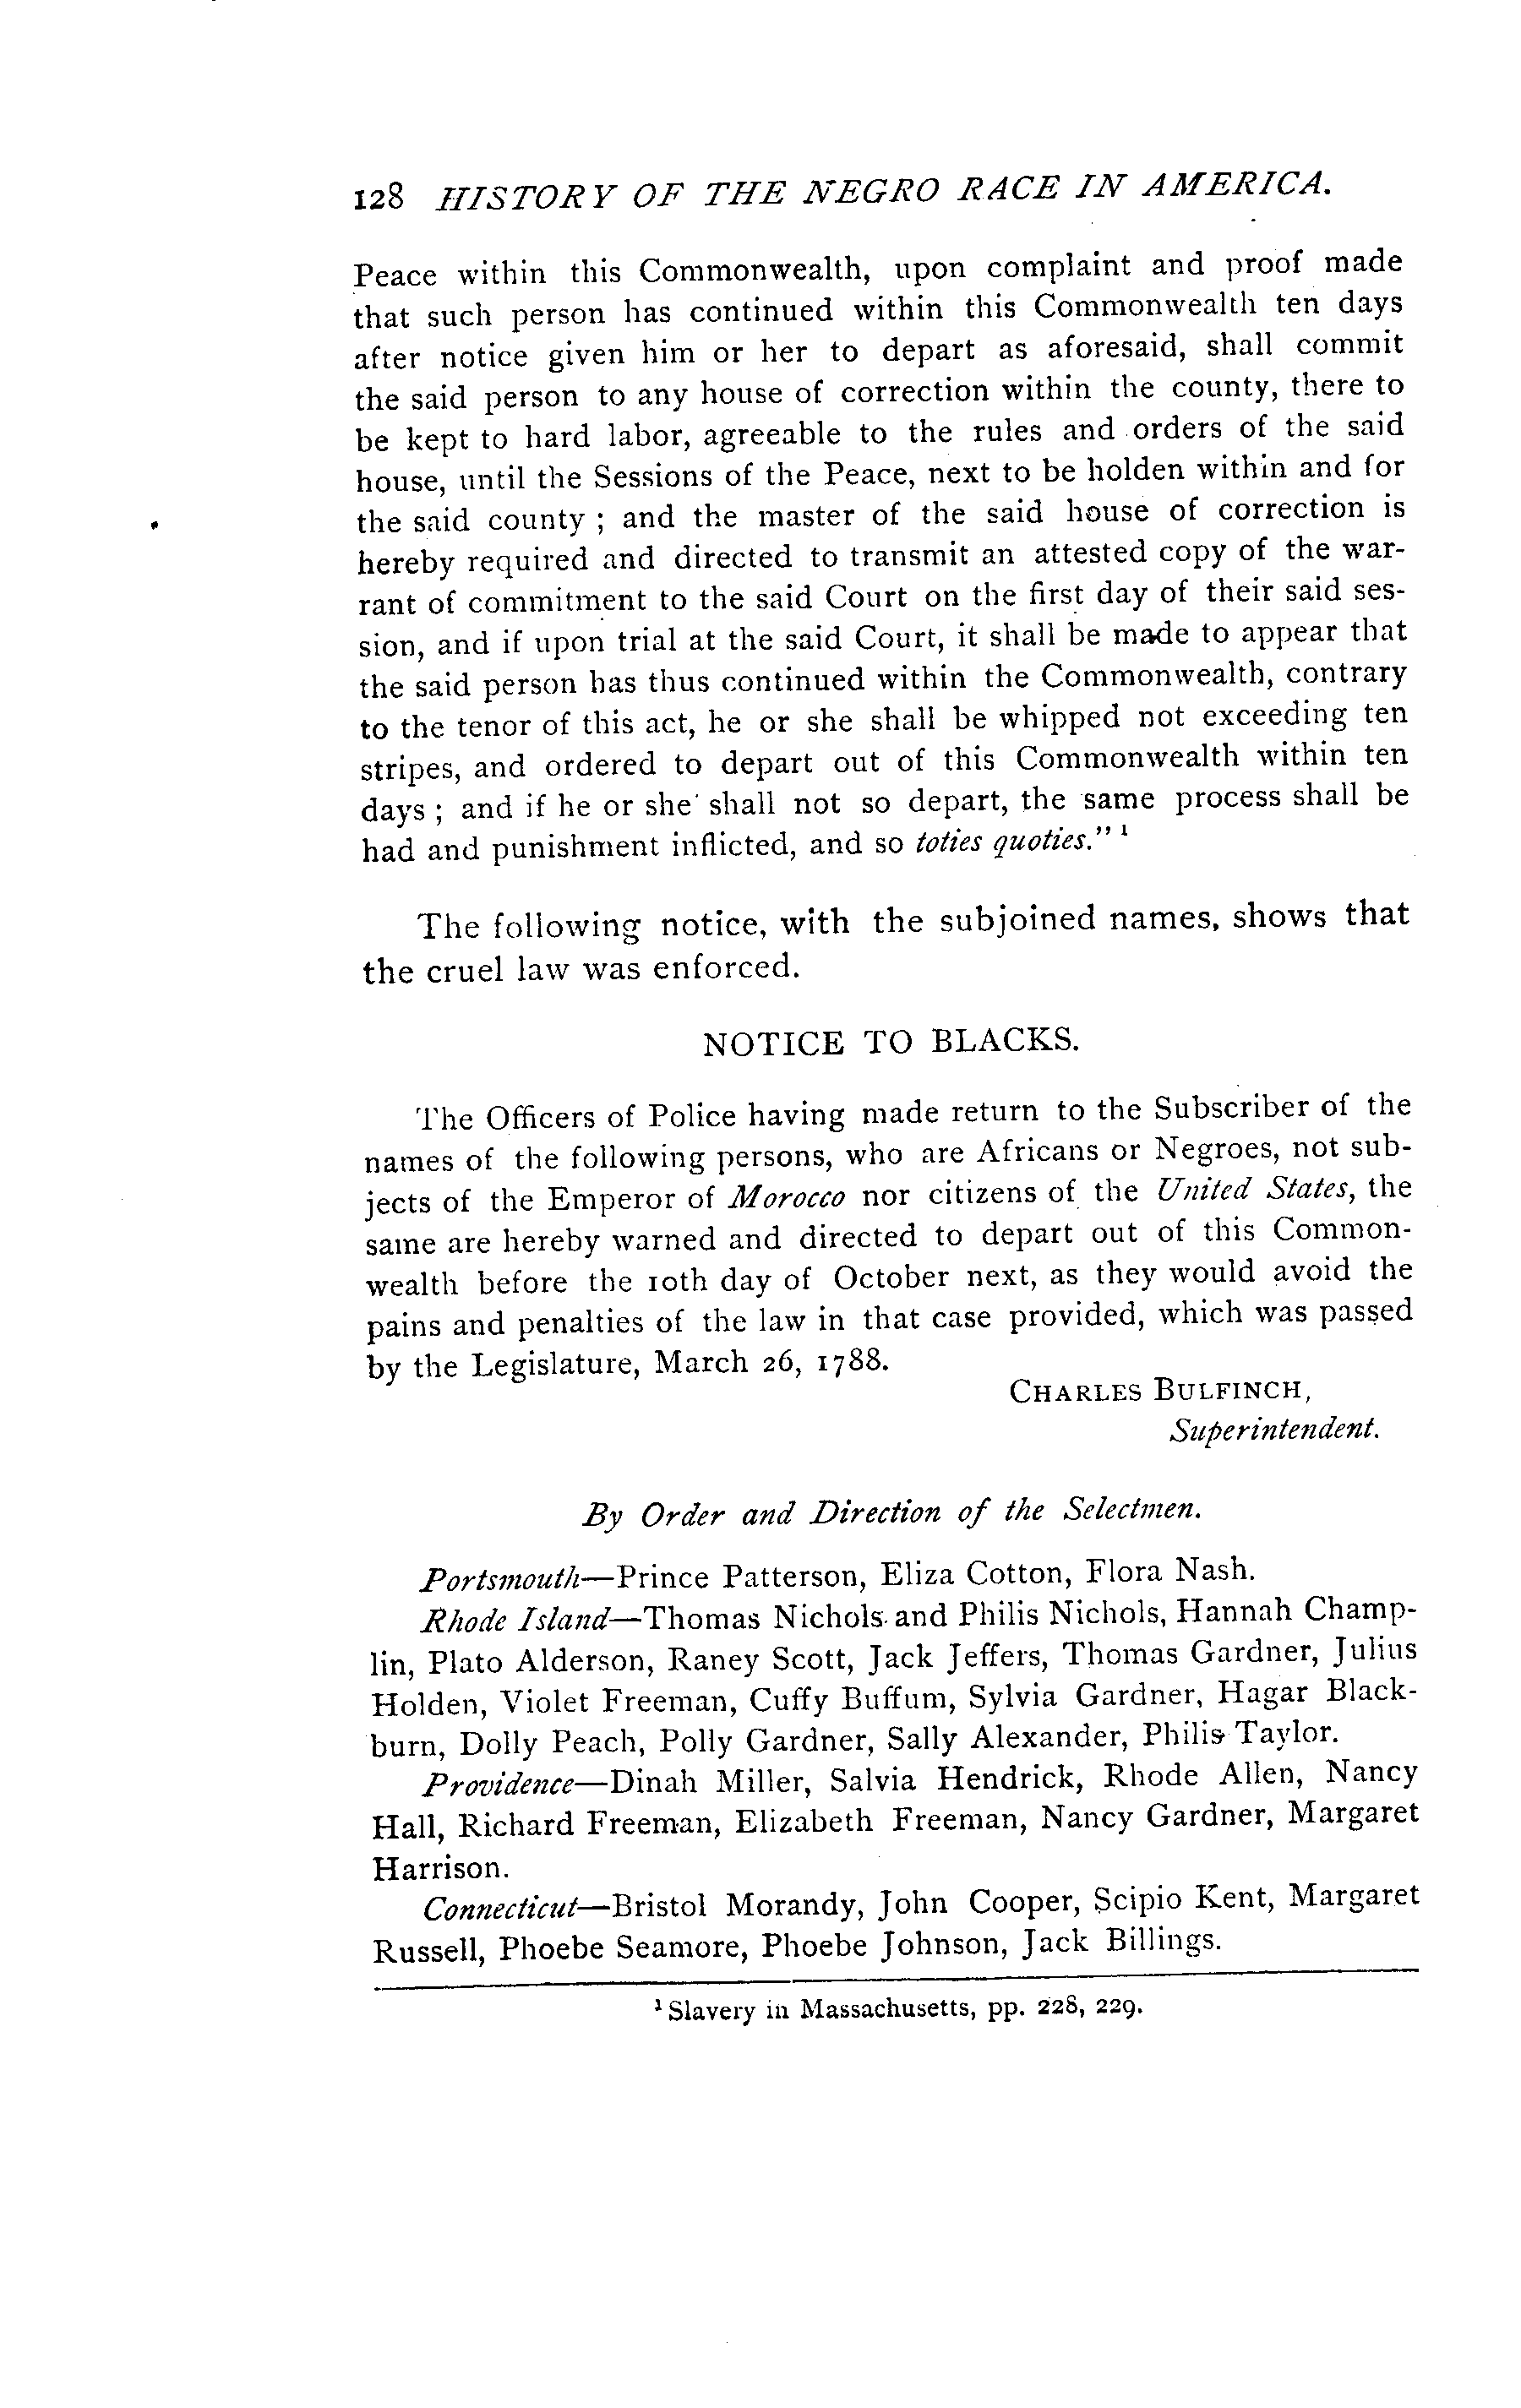 128 HISTORY OF THE NEGRO RACE IN AMERICA.
Peace within this Commonwealth, upon complaint and proof made
that such person has continued within this Commonwealth ten days
after notice given him or her to depart as aforesaid, shall commit
the said person to any house of correction within the county, there to
be kept to hard labor, agreeable to the rules and orders of the said
house, until the Sessions of the Peace, next to be holden within and for
the said county ; and the master of the said house of correction is
hereby required and directed to transmit an attested copy of the war-
rant of commitment to the said Court on the first day of their said ses-
sion, and if upon trial at the said Court, it shall be made to appear that
the said person has thus continued within the Commonwealth, contrary
to the tenor of this act, he or she shall be whipped not exceeding ten
stripes, and ordered to depart out of this Commonwealth within ten
days ; and if he or she shall not so depart, the same process shall be
had and punishment inflicted, and so toties quoties." ¹
The following notice, with the subjoined names, shows that
the cruel law was enforced.
NOTICE TO BLACKS.
The Officers of Police having made return to the Subscriber of the
names of the following persons, who are Africans or Negroes, not sub-
jects of the Emperor of Morocco nor citizens of the United States, the
same are hereby warned and directed to depart out of this Common-
wealth before the 10th day of October next, as they would avoid the
pains and penalties of the law in that case provided, which was passed
by the Legislature, March 26, 1788.
CHARLES BULFINCH,
Superintendent.
By Order and Direction of the Selectmen.
Portsmouth—Prince Patterson, Eliza Cotton, Flora Nash.
Rhode Island—Thomas Nichols and Philis Nichols, Hannah Champ-
lin, Plato Alderson, Raney Scott, Jack Jeffers, Thomas Gardner, Julius
Holden, Violet Freeman, Cuffy Buffum, Sylvia Gardner, Hagar Black-
burn, Dolly Peach, Polly Gardner, Sally Alexander, Philis Taylor.
Providence—Dinah Miller, Salvia Hendrick, Rhode Allen, Nancy
Hall, Richard Freeman, Elizabeth Freeman, Nancy Gardner, Margaret
Harrison.
Connecticut—Bristol Morandy, John Cooper, Scipio Kent, Margaret
Russell, Phoebe Seamore, Phoebe Johnson, Jack Billings.
¹ Slavery in Massachusetts, pp. 228, 229.